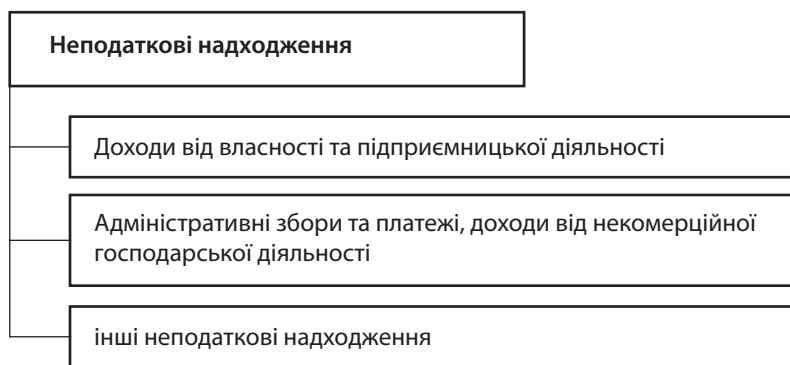 Неподаткові надходження
Доходи від власності та підприємницької діяльності
Адміністративні збори та платежі, доходи від некомерційної
господарської діяльності
інші неподаткові надходження